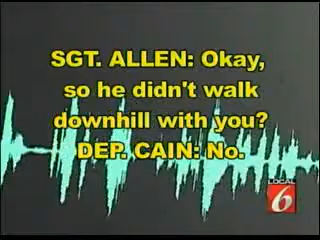 SGT. ALLEN: Okay,
so he didn't walk
downhill with you?
DEP. CAIN: No.
LOCAL
6